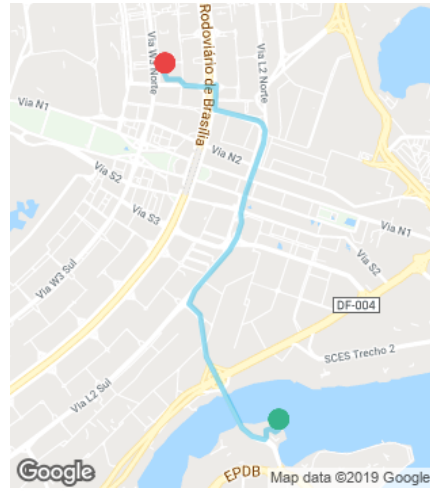 Via W3 Norte
Rodoviário de Brasília
Via L2 Norte
Via N1
Via N2
Via S2
Via S3
Via N1
Via S2
Via W3 Sul
DF-004
SCES Trecho 2
Via L2 Sul
EPDB
Google
Map data ©2019 Google